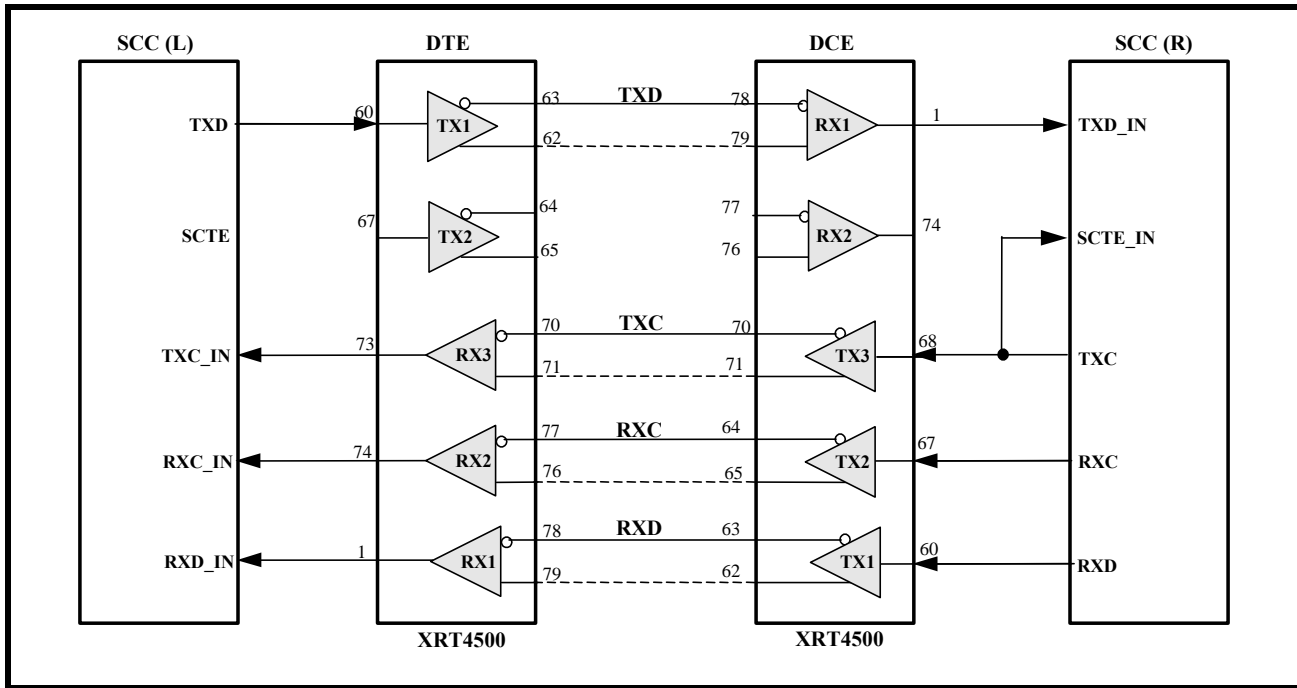 SCC (L) DTE DCE SCC (R)
TXD 60 TX1 63 TXD 78 RX1 1 TXD_IN
62 79
SCTE 67 TX2 64 77 RX2 74 SCTE_IN
65 76
TXC_IN 73 RX3 70 TXC 70 TX3 68 TXC
71 71
RXC_IN 74 RX2 77 RXC 64 TX2 67 RXC
76 65
RXD_IN 1 RX1 78 RXD 63 TX1 60 RXD
79 62
XRT4500 XRT4500